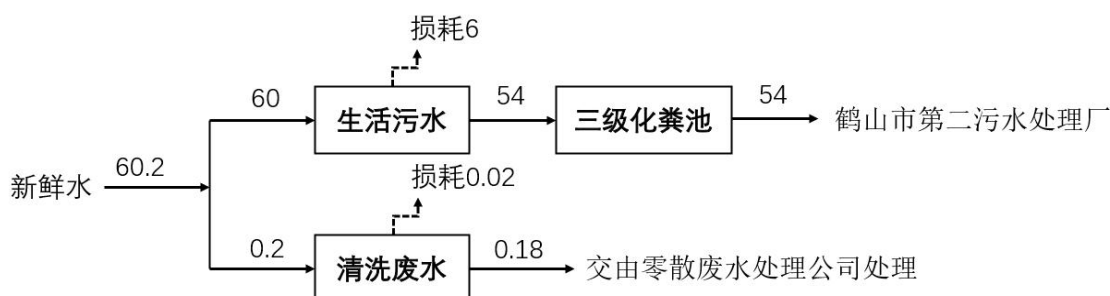 损耗6
60
生活污水
54
三级化粪池
54
鹤山市第二污水处理厂
新鲜水
60.2
损耗0.02
0.2
清洗废水
0.18
交由零散废水处理公司处理